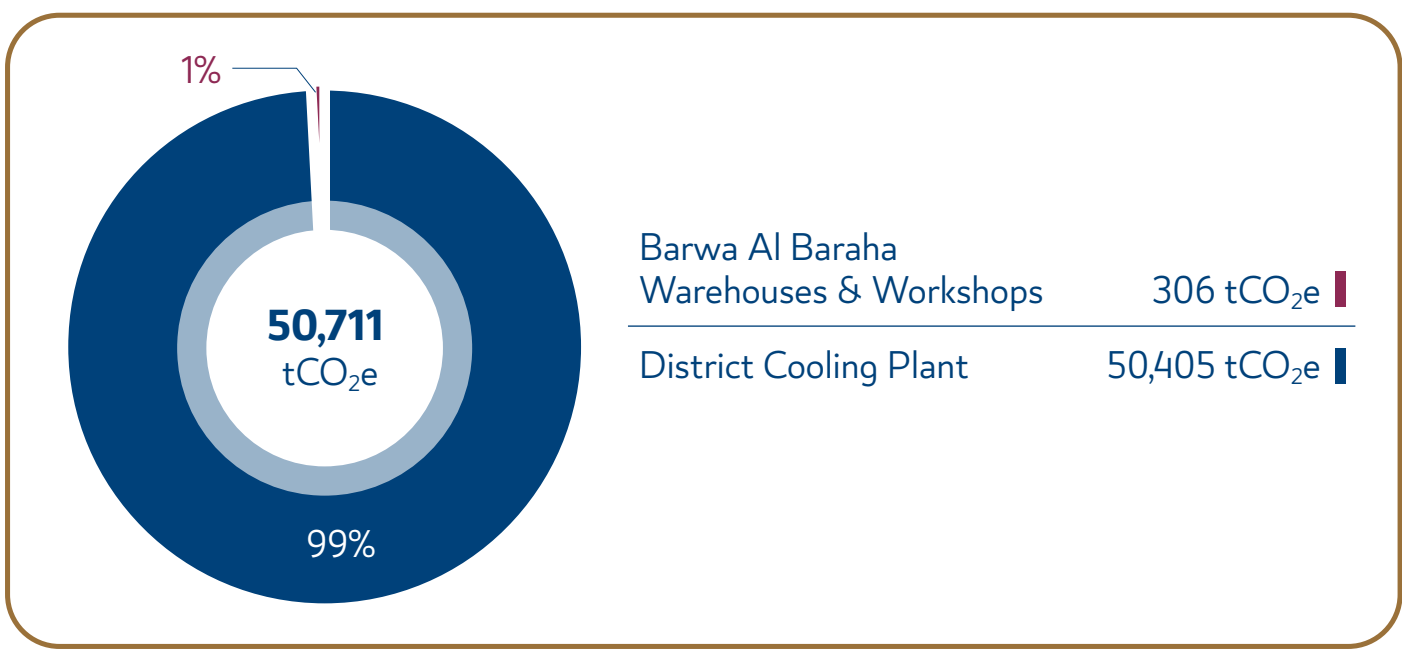 1%
50,711
tCO₂e
99%
Barwa Al Baraha
Warehouses & Workshops 306 tCO₂e
District Cooling Plant 50,405 tCO₂e